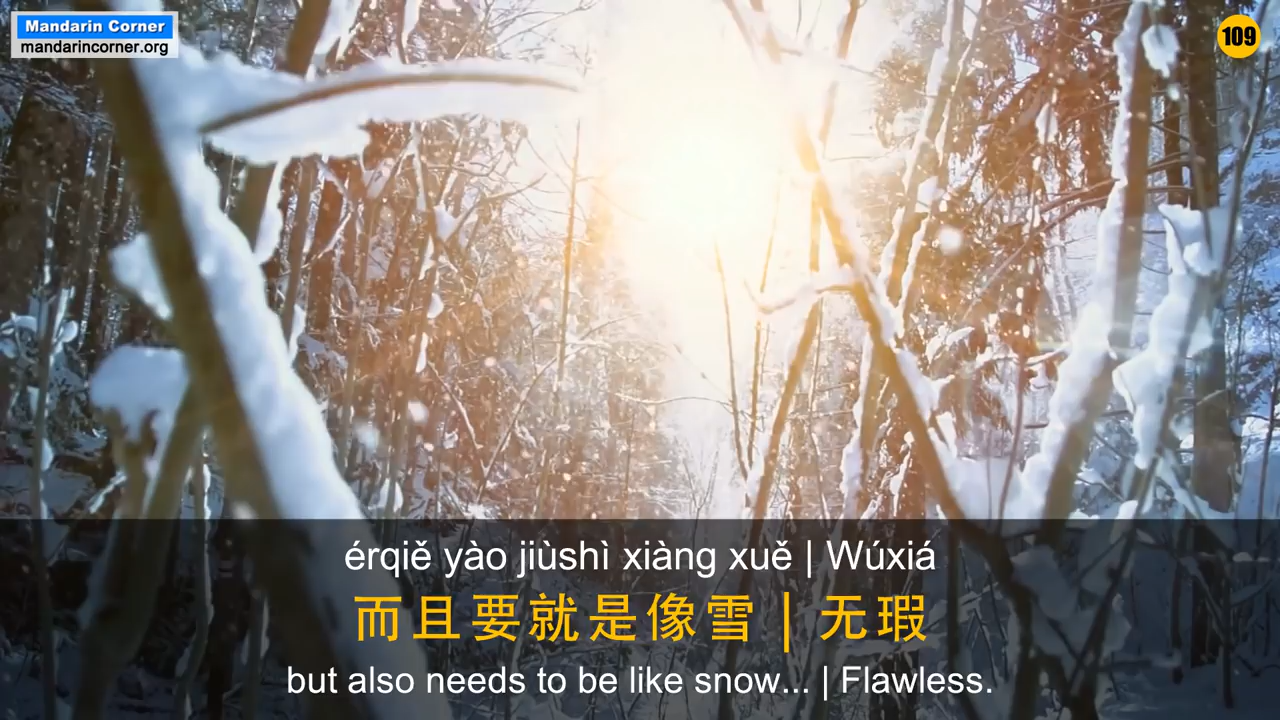 Mandarin Corner
mandarincorner.org
109
érqiě yào jiùshì xiàng xuě | Wúxiá
而且要就是像雪 | 无瑕
but also needs to be like snow... | Flawless.